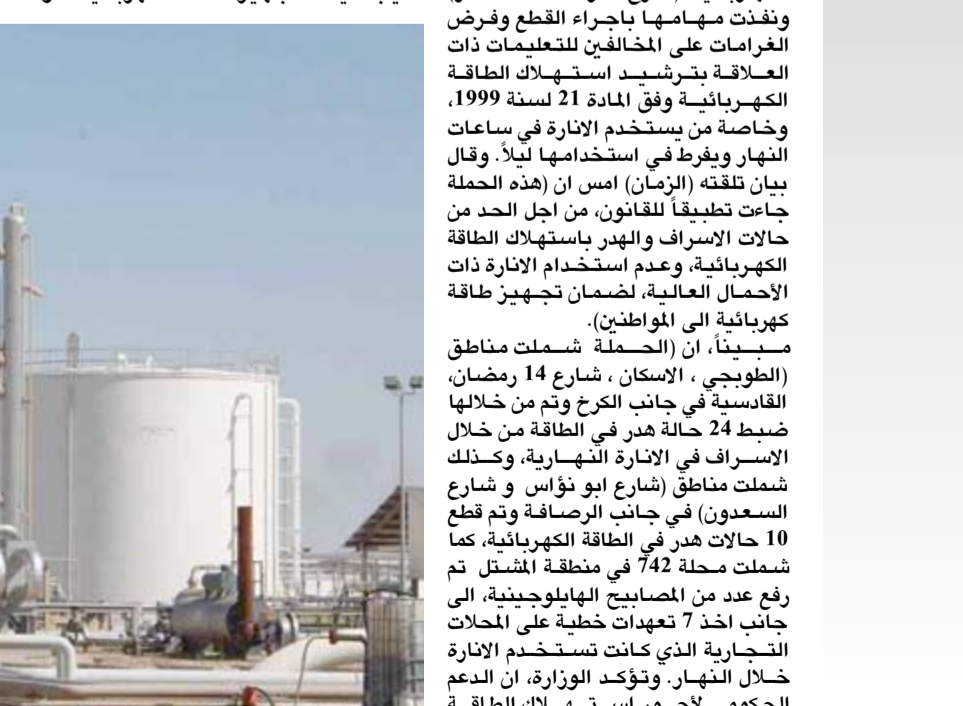 ونفذت مهامها باجراء القطع وفرض
الغرامات على المخالفين للتعليمات ذات
العلاقة بترشيد استهلاك الطاقة
الكهربائية وفق المادة 21 لسنة 1999،
وخاصة من يستخدم الانارة في ساعات
النهار ويفرط في استخدامها ليلاً. وقال
بيان تلقته (الزمان) امس ان (هذه الحملة
جاءت تطبيقاً للقانون، من اجل الحد من
حالات الاسراف والهدر باستهلاك الطاقة
الكهربائية، وعدم استخدام الانارة ذات
الأحمال العالية، لضمان تجهيز طاقة
كهربائية الى المواطنين).
مبيناً، ان (الحملة شملت مناطق
(الطوبجي ، الاسكان ، شارع 14 رمضان،
القادسية في جانب الكرخ وتم من خلالها
ضبط 24 حالة هدر في الطاقة من خلال
الاسراف في الانارة النهارية، وكذلك
شملت مناطق (شارع ابو نؤاس و شارع
السعدون) في جانب الرصافة وتم قطع
10 حالات هدر في الطاقة الكهربائية، كما
شملت محلة 742 في منطقة المشتل تم
رفع عدد من المصابيح الهايلوجينية، الى
جانب اخذ 7 تعهدات خطية على المحلات
التجارية الذي كانت تستخدم الانارة
خلال النهار. وتؤكد الوزارة، ان الدعم